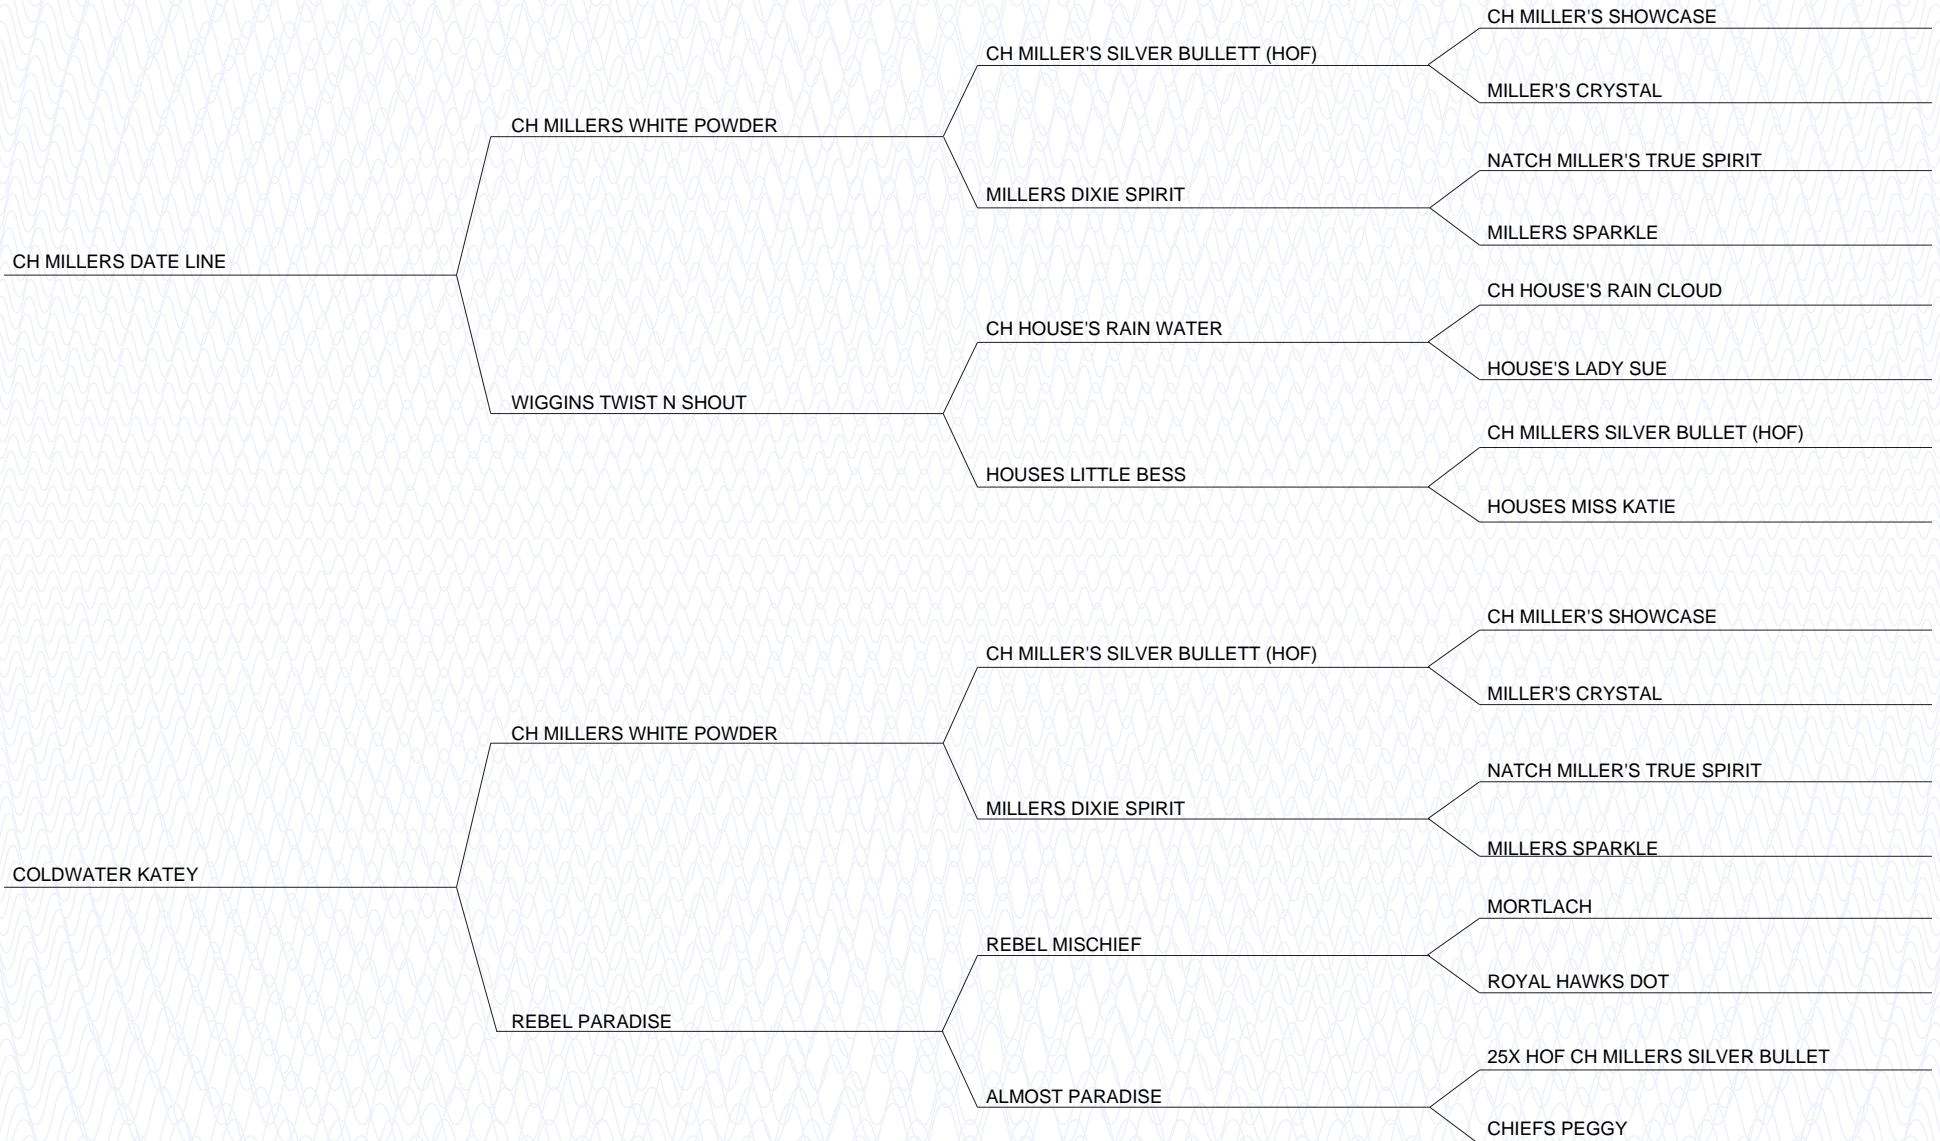 CH MILLER'S SHOWCASE
CH MILLER'S SILVER BULLETT (HOF)
MILLER'S CRYSTAL
CH MILLERS WHITE POWDER
NATCH MILLER'S TRUE SPIRIT
MILLERS DIXIE SPIRIT
MILLERS SPARKLE
CH MILLERS DATE LINE
CH HOUSE'S RAIN CLOUD
CH HOUSE'S RAIN WATER
HOUSE'S LADY SUE
WIGGINS TWIST N SHOUT
CH MILLERS SILVER BULLET (HOF)
HOUSES LITTLE BESS
HOUSES MISS KATIE
CH MILLER'S SHOWCASE
CH MILLER'S SILVER BULLETT (HOF)
MILLER'S CRYSTAL
CH MILLERS WHITE POWDER
NATCH MILLER'S TRUE SPIRIT
MILLERS DIXIE SPIRIT
MILLERS SPARKLE
COLDWATER KATEY
MORTLACH
REBEL MISCHIEF
ROYAL HAWKS DOT
REBEL PARADISE
25X HOF CH MILLERS SILVER BULLET
ALMOST PARADISE
CHIEFS PEGGY